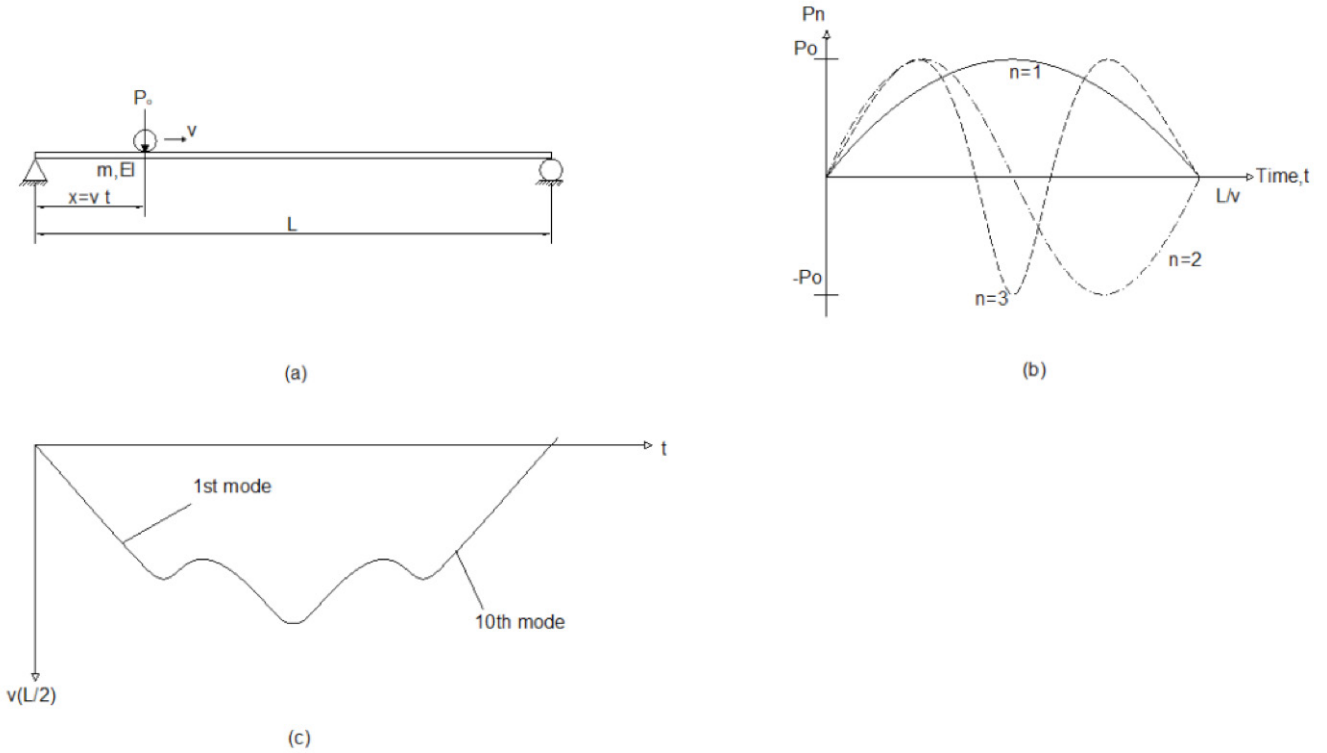 Pₒ
v
m,EI
x=v t
L
(a)
Pn
Po
n=1
Time,t
L/v
n=2
-Po
n=3
(b)
t
1st mode
10th mode
v(L/2)
(c)